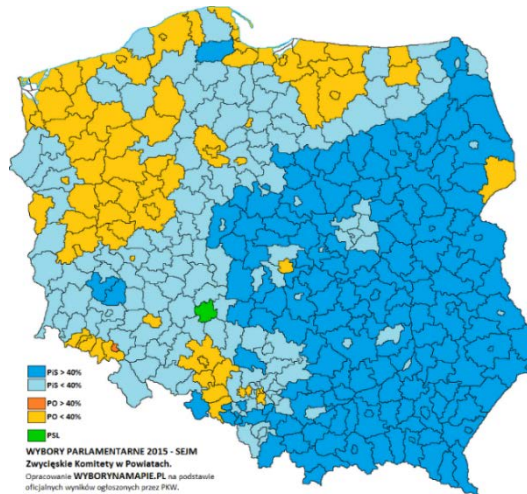 PiS > 40%
PiS < 40%
PO > 40%
PO < 40%
PSL
WYBORY PARLAMENTARNE 2015 - SEJM
Zwycięskie Komitety w Powiatach.
Opracowanie WYBORYNAMAPIE.PL na podstawie
oficjalnych wyników ogłoszonych przez PKW.